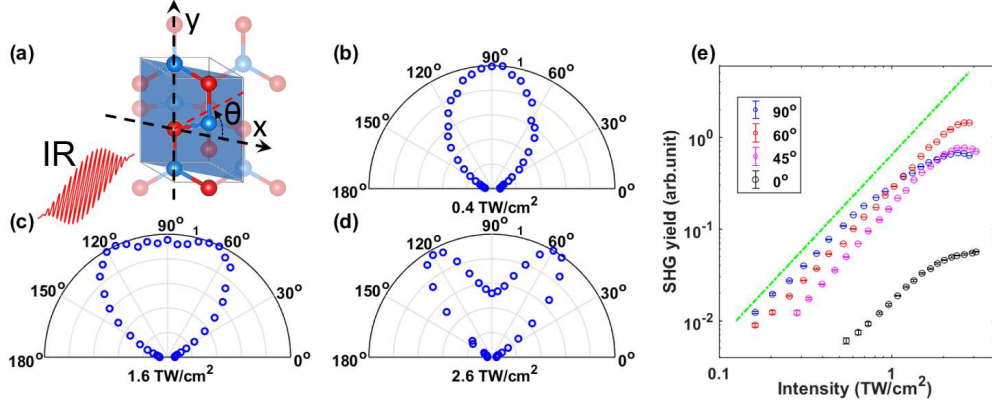 (a)
y
θ
x
IR
(b)
90°
120°
1
60°
150°
30°
180°
0°
0.4 TW/cm²
(c)
90°
120°
1
60°
150°
30°
180°
0°
1.6 TW/cm²
(d)
90°
120°
1
60°
150°
30°
180°
0°
2.6 TW/cm²
(e)
SHG yield (arb.unit)
10⁰
10⁻¹
10⁻²
90°
60°
45°
0°
0.1
1
Intensity (TW/cm²)